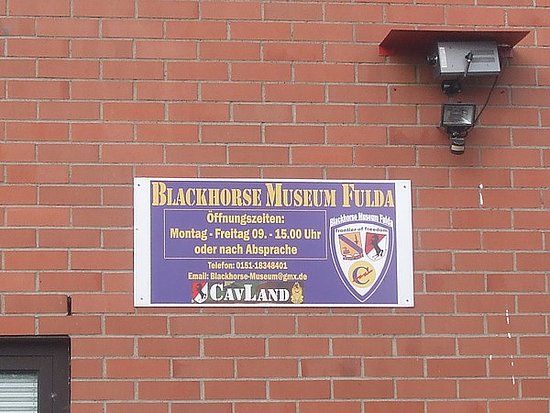 Blackhorse Museum Fulda
Öffnungszeiten:
Montag - Freitag 09. - 15.00 Uhr
oder nach Absprache
Telefon: 0151-18348401
Email: Blackhorse-Museum@gmx.de
CavLand
Blackhorse Museum Fulda
Frontier of Freedom
C